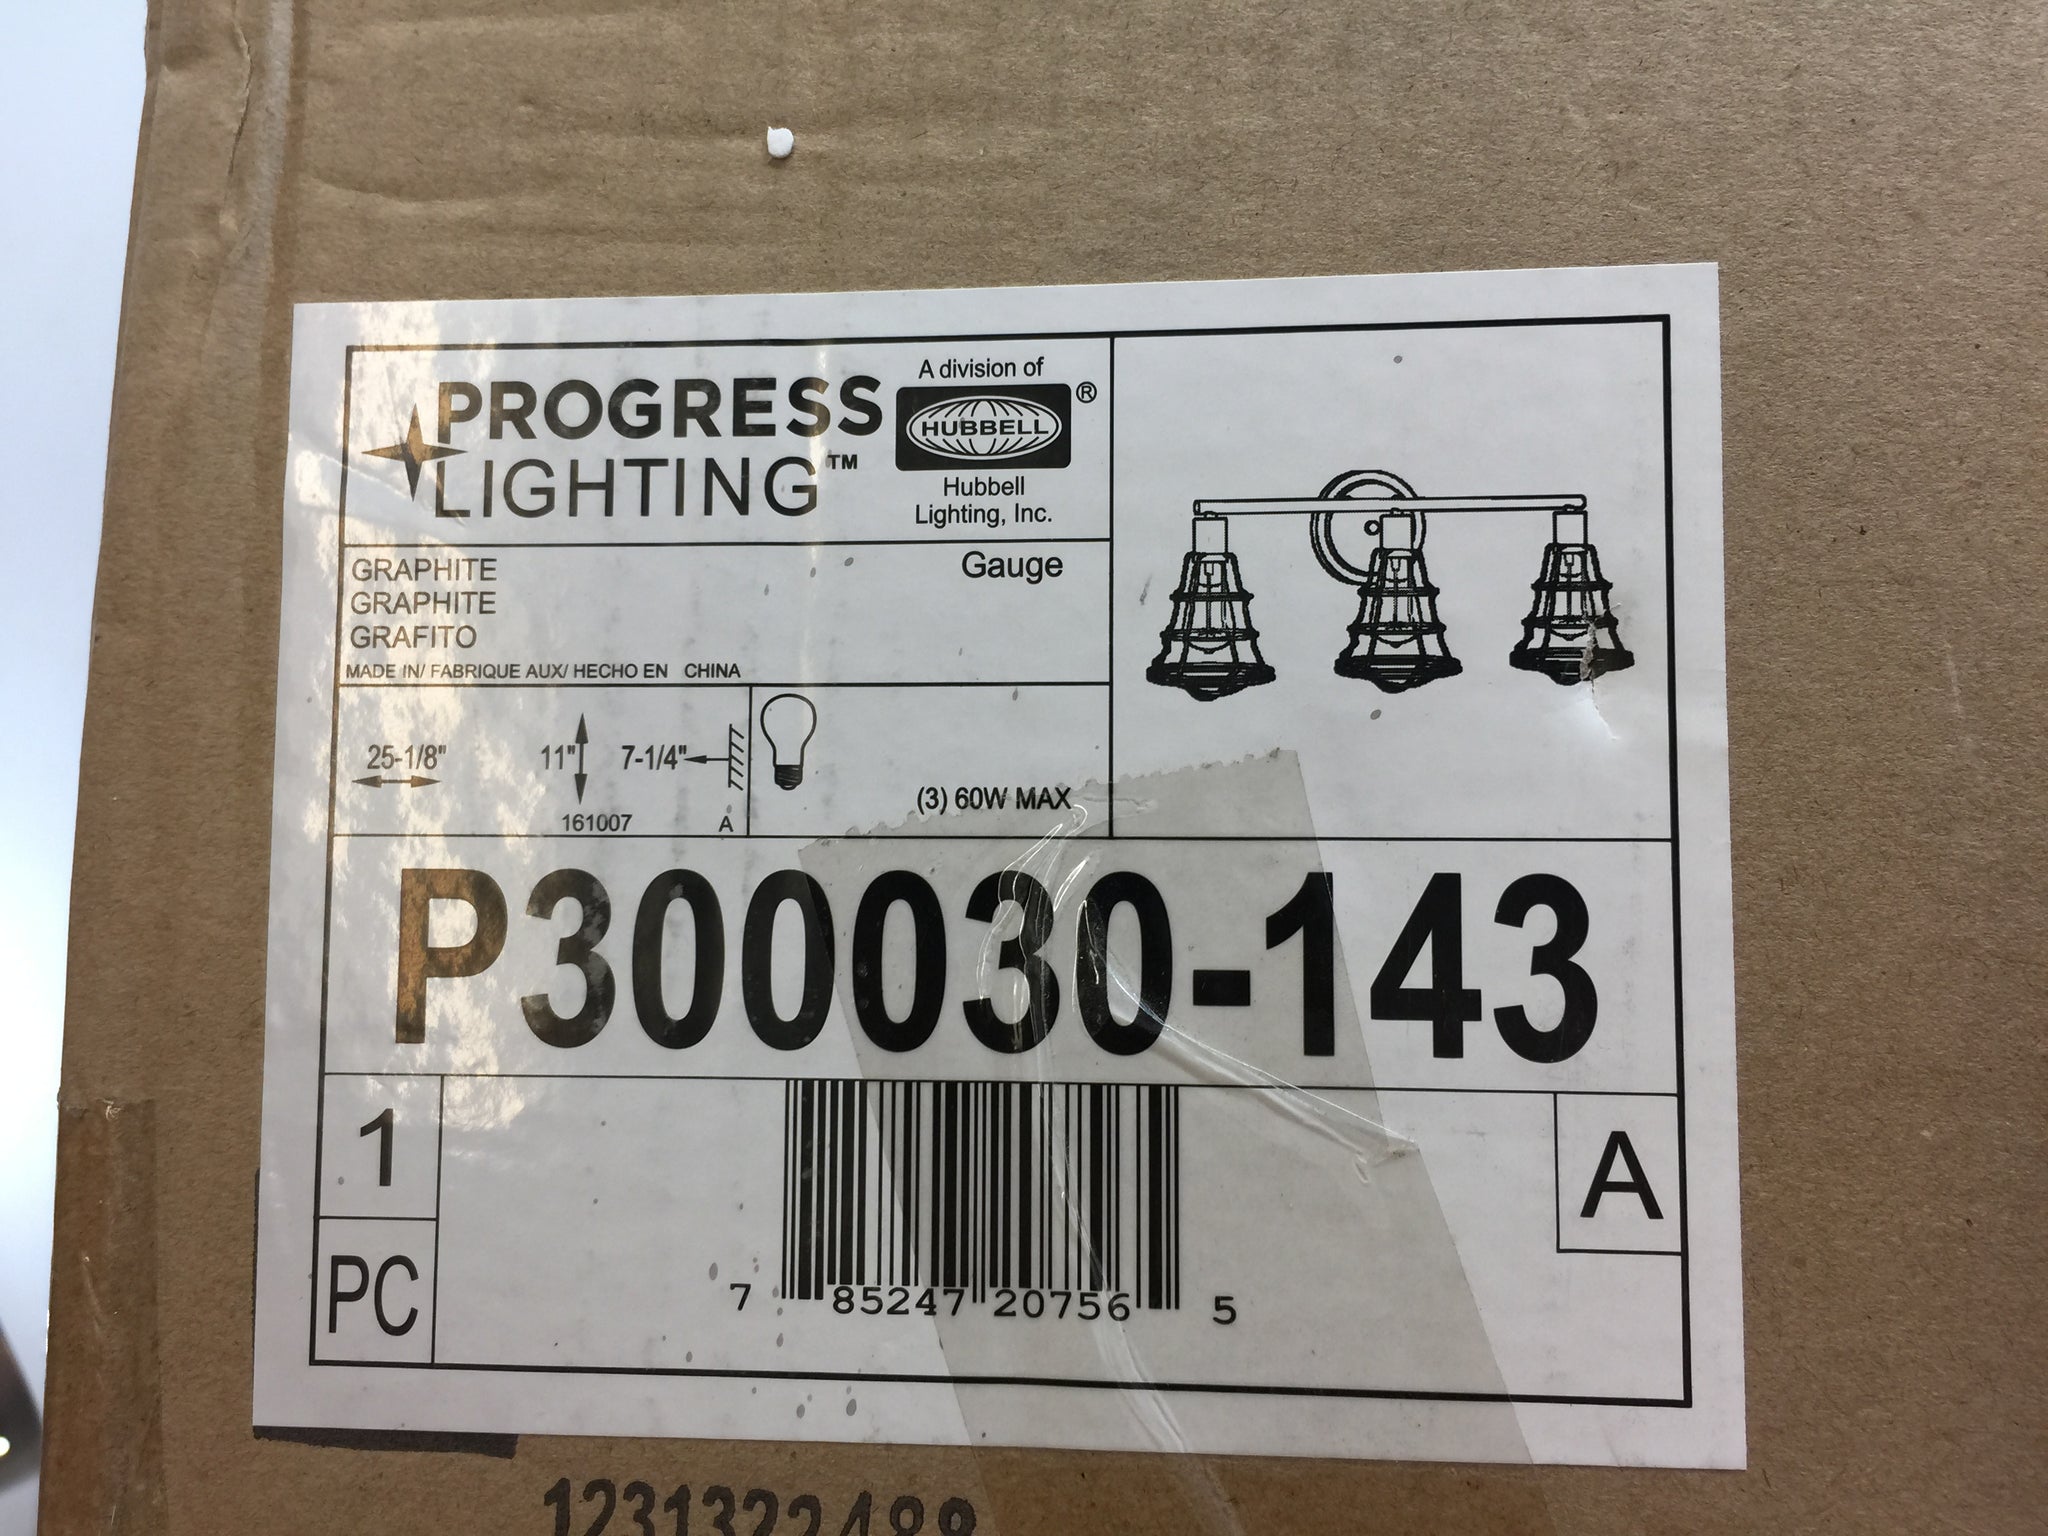 PROGRESS
LIGHTING™
A division of
HUBBELL ®
Hubbell
Lighting, Inc.
GRAPHITE
GRAPHITE
GRAFITO
Gauge
MADE IN/ FABRIQUE AUX/ HECHO EN CHINA
25-1/8" 11" 7-1/4"
161007 A
(3) 60W MAX
P300030-143
1
PC
A
7 85247 20756 5
1231322488